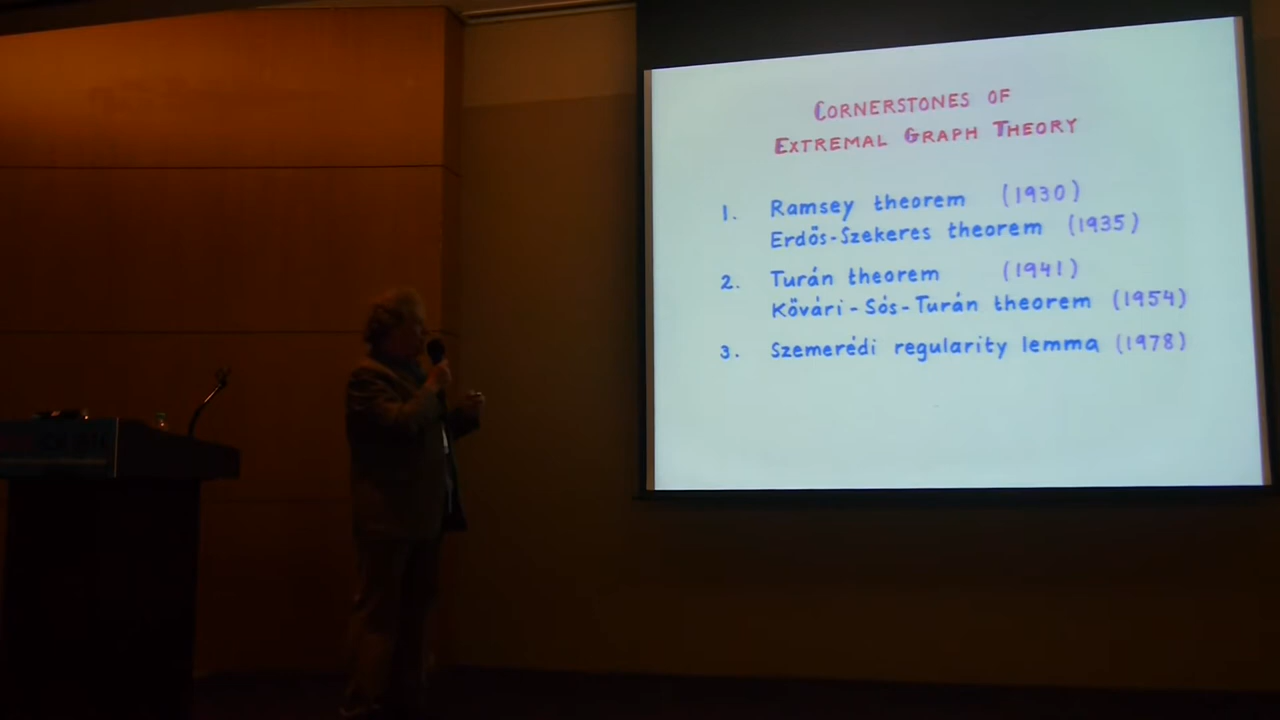 CORNERSTONES OF
EXTREMAL GRAPH THEORY
1. Ramsey theorem (1930)
Erdős-Szekeres theorem (1935)
2. Turán theorem (1941)
Kővári-Sós-Turán theorem (1954)
3. Szemerédi regularity lemma (1978)